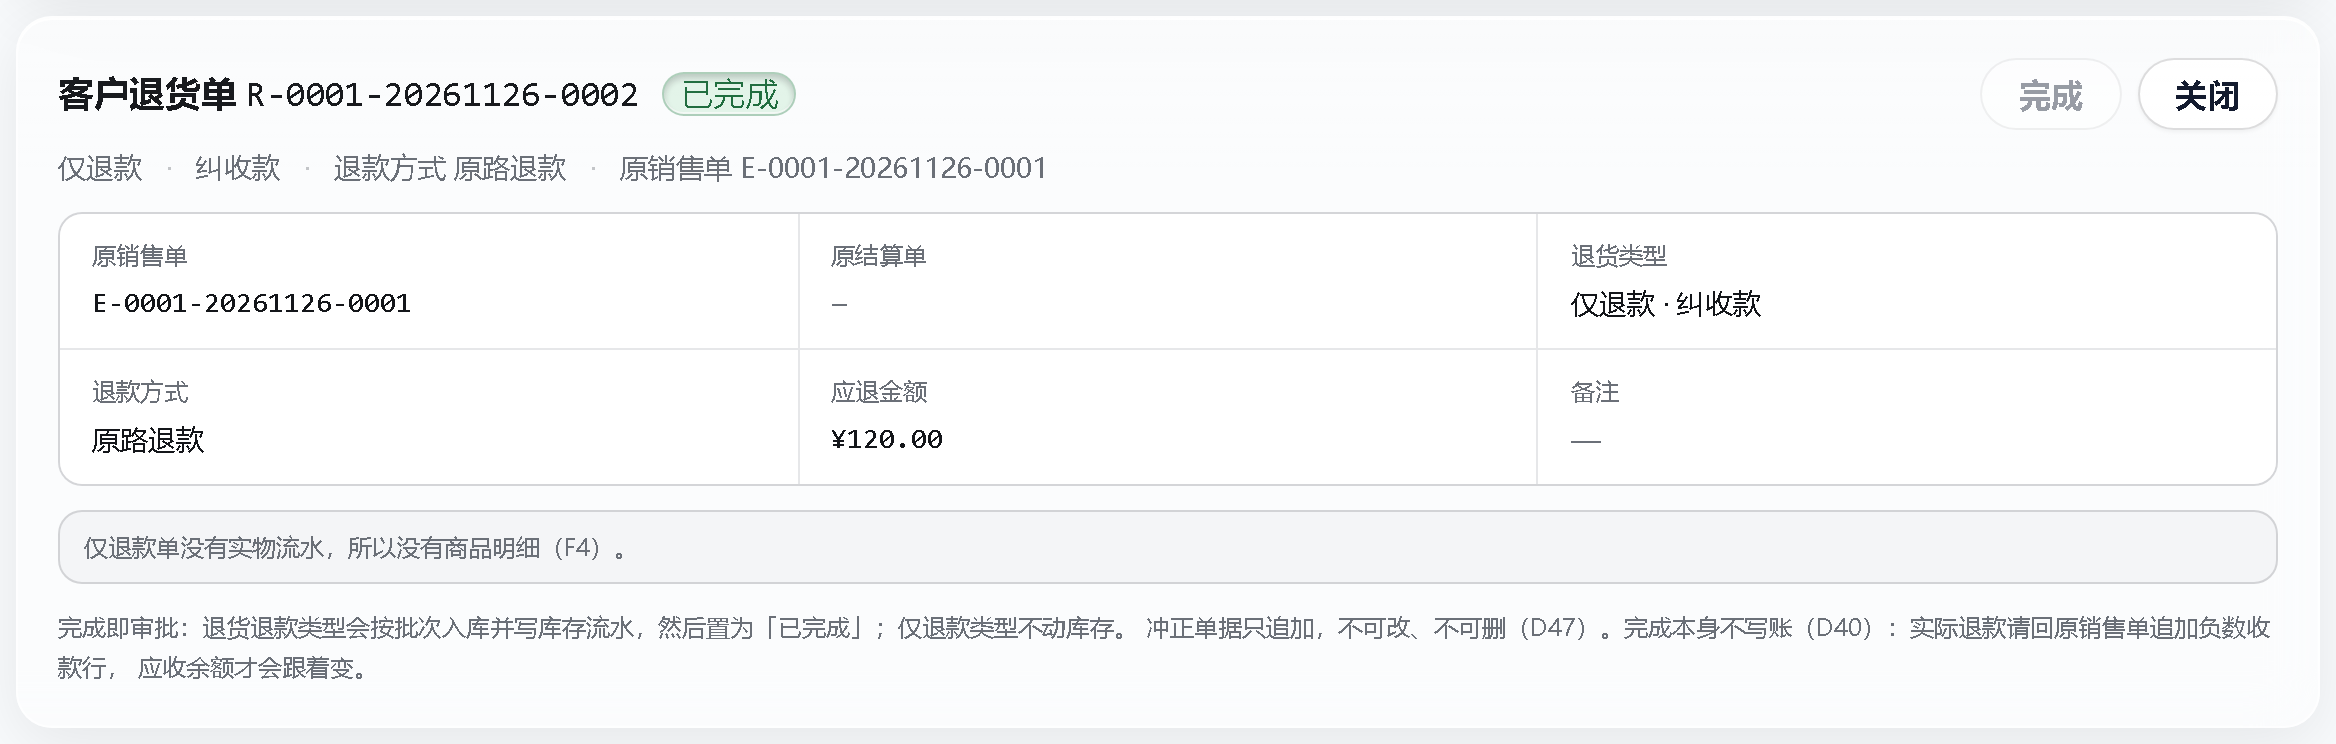 客户退货单 R-0001-20261126-0002 已完成 完成 关闭
仅退款 · 纠收款 · 退款方式 原路退款 · 原销售单 E-0001-20261126-0001
原销售单 原结算单 退货类型
E-0001-20261126-0001 — 仅退款 · 纠收款
退款方式 应退金额 备注
原路退款 ¥120.00 —
仅退款单没有实物流水，所以没有商品明细（F4）。
完成即审批：退货退款类型会按批次入库并写库存流水，然后置为「已完成」；仅退款类型不动库存。 冲正单据只追加，不可改、不可删（D47）。完成本身不写账（D40）：实际退款请回原销售单追加负数收
款行， 应收余额才会跟着变。